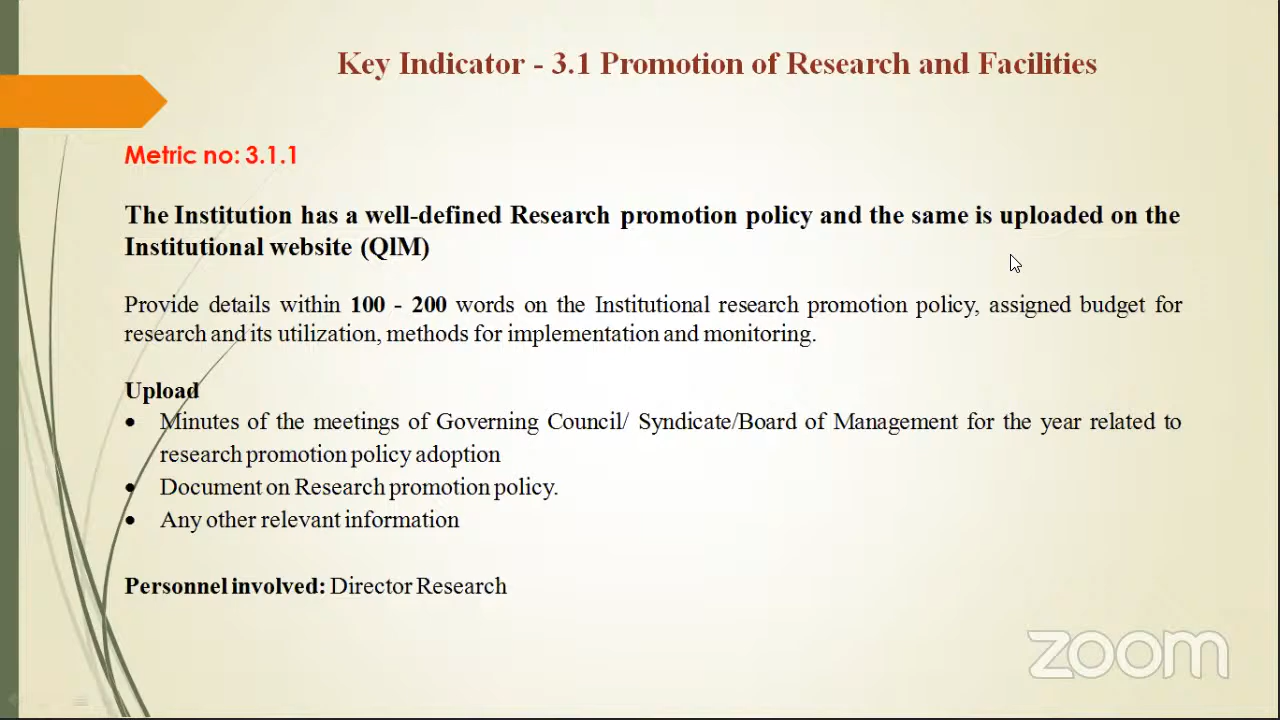 Key Indicator - 3.1 Promotion of Research and Facilities
Metric no: 3.1.1
The Institution has a well-defined Research promotion policy and the same is uploaded on the
Institutional website (QlM)
Provide details within 100 - 200 words on the Institutional research promotion policy, assigned budget for
research and its utilization, methods for implementation and monitoring.
Upload
• Minutes of the meetings of Governing Council/ Syndicate/Board of Management for the year related to
research promotion policy adoption
• Document on Research promotion policy.
• Any other relevant information
Personnel involved: Director Research
zoom